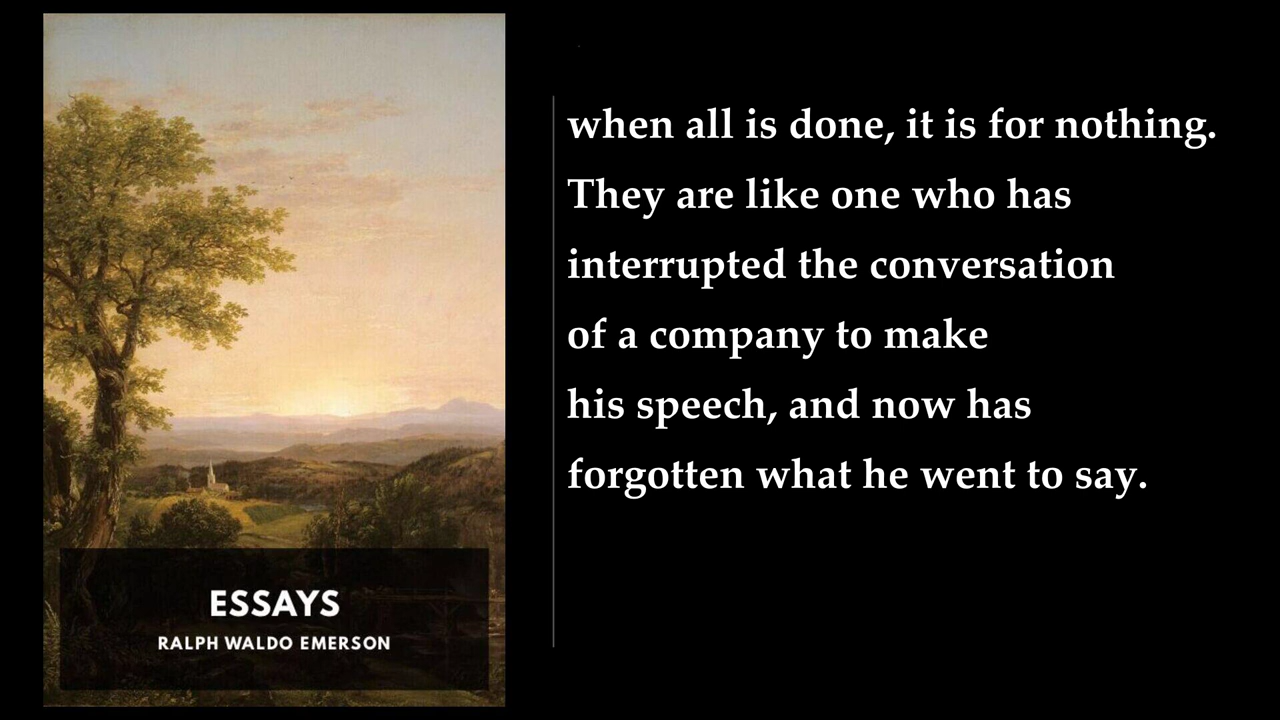 ESSAYS
RALPH WALDO EMERSON
when all is done, it is for nothing.
They are like one who has
interrupted the conversation
of a company to make
his speech, and now has
forgotten what he went to say.